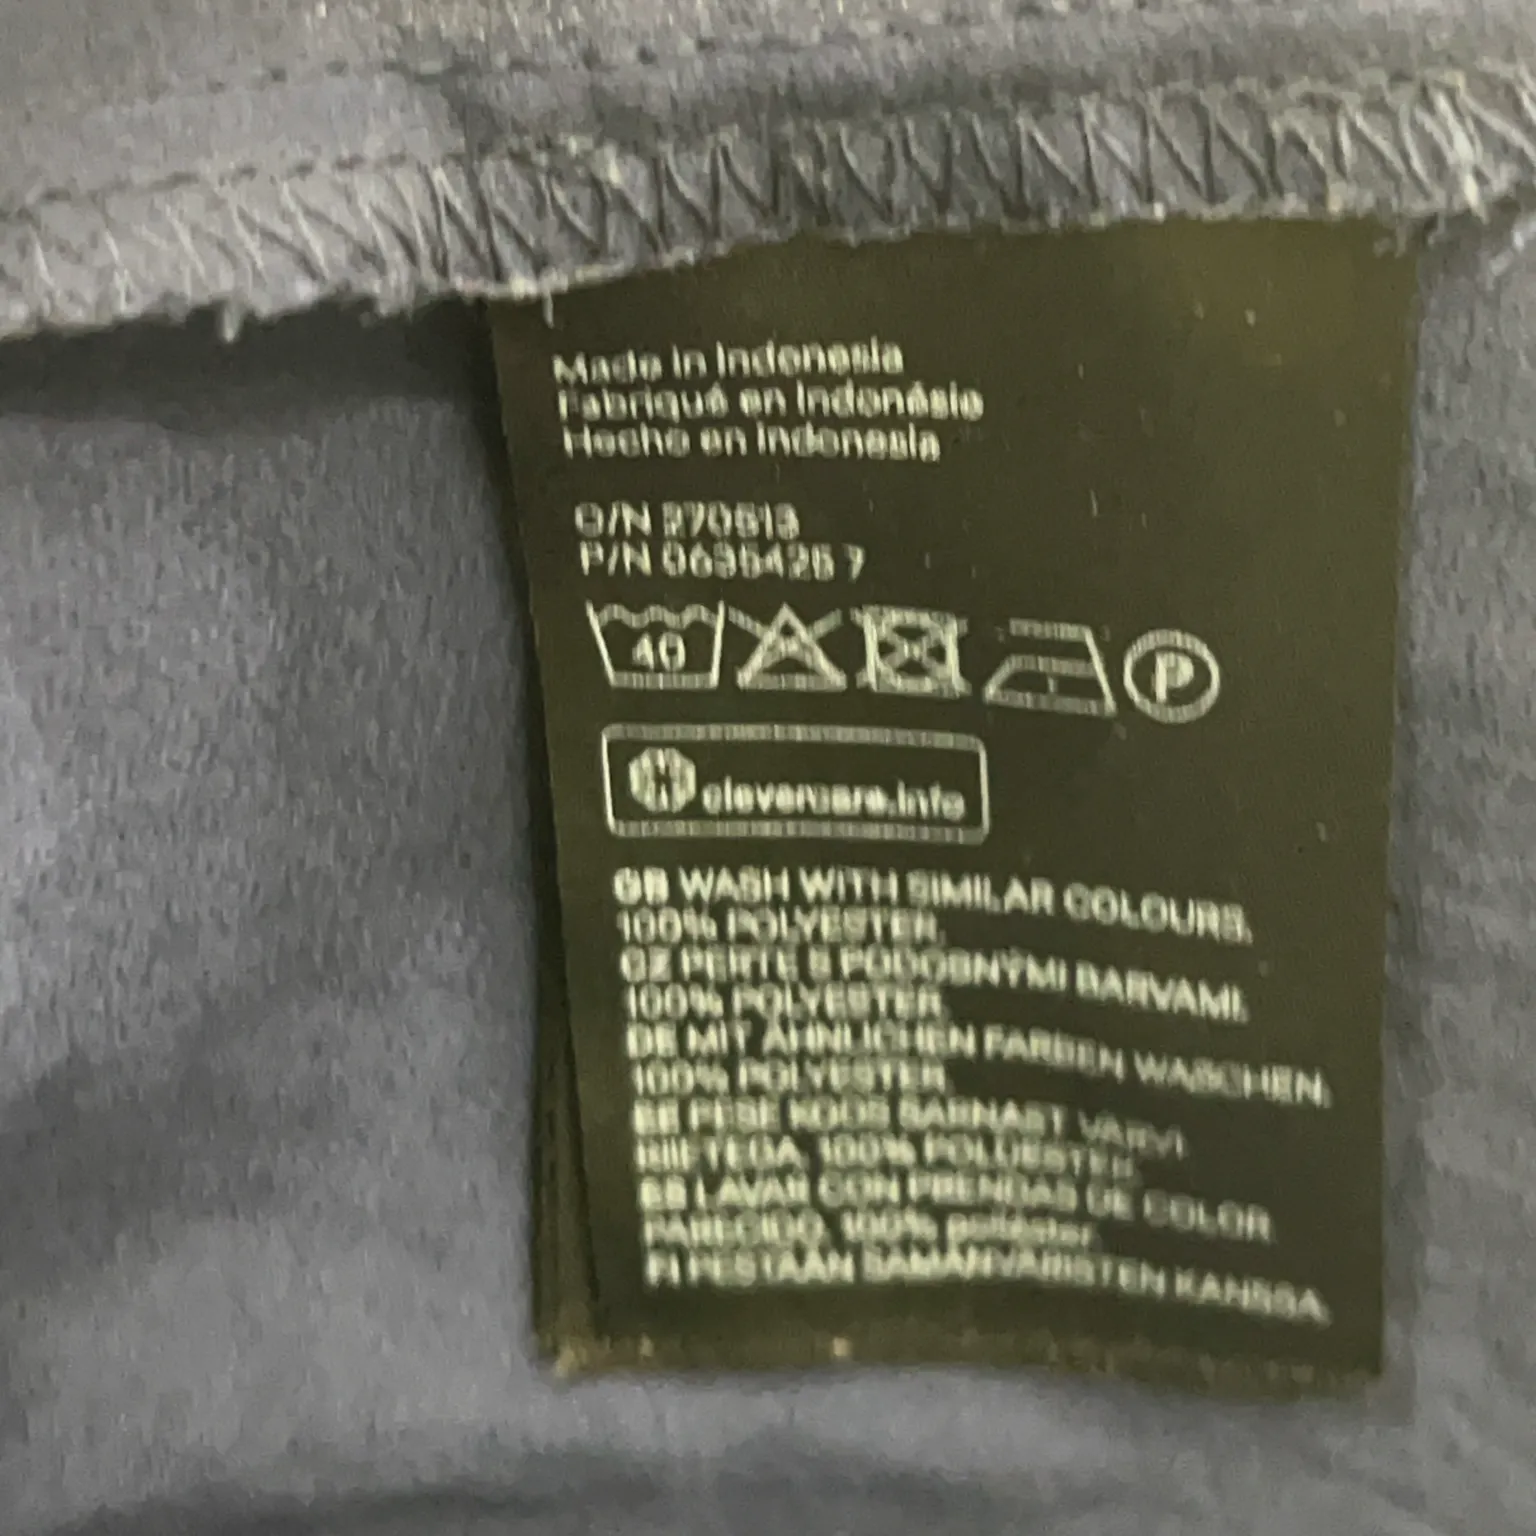 Made in Indonesia
Fabriqué en Indonésie
Hecho en Indonesia
O/N 270513
P/N 0635425 7
40 P
clevercare.info
GB WASH WITH SIMILAR COLOURS.
100% POLYESTER.
CZ PERTE S PODOBNÝMI BARVAMI.
100% POLYESTER.
DE MIT ÄHNLICHEN FARBEN WASCHEN.
100% POLYESTER.
EE PESE KOOS SARNAST VÄRVI
100% POLÜESTER.
ES LAVAR CON PRENDAS DE COLOR
PARECIDO. 100% poliéster
FI PESTÄÄN SAMANVÄRISTEN KANSSA.